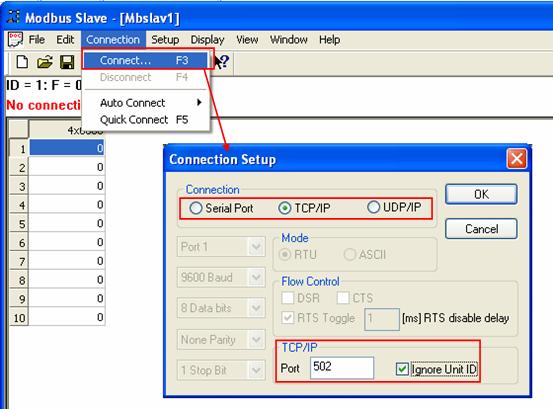 Modbus Slave - [Mbslav1]
File Edit Connection Setup Display View Window Help
Connect... F3
Disconnect F4
Auto Connect
Quick Connect F5
ID = 1: F = 0
No connecti
1 0
2 0
3 0
4 0
5 0
6 0
7 0
8 0
9 0
10 0
Connection Setup
Connection
Serial Port TCP/IP UDP/IP
OK
Cancel
Port 1
9600 Baud
8 Data bits
None Parity
1 Stop Bit
Mode
RTU ASCII
Flow Control
DSR CTS
RTS Toggle 1 [ms] RTS disable delay
TCP/IP
Port 502 Ignore Unit ID